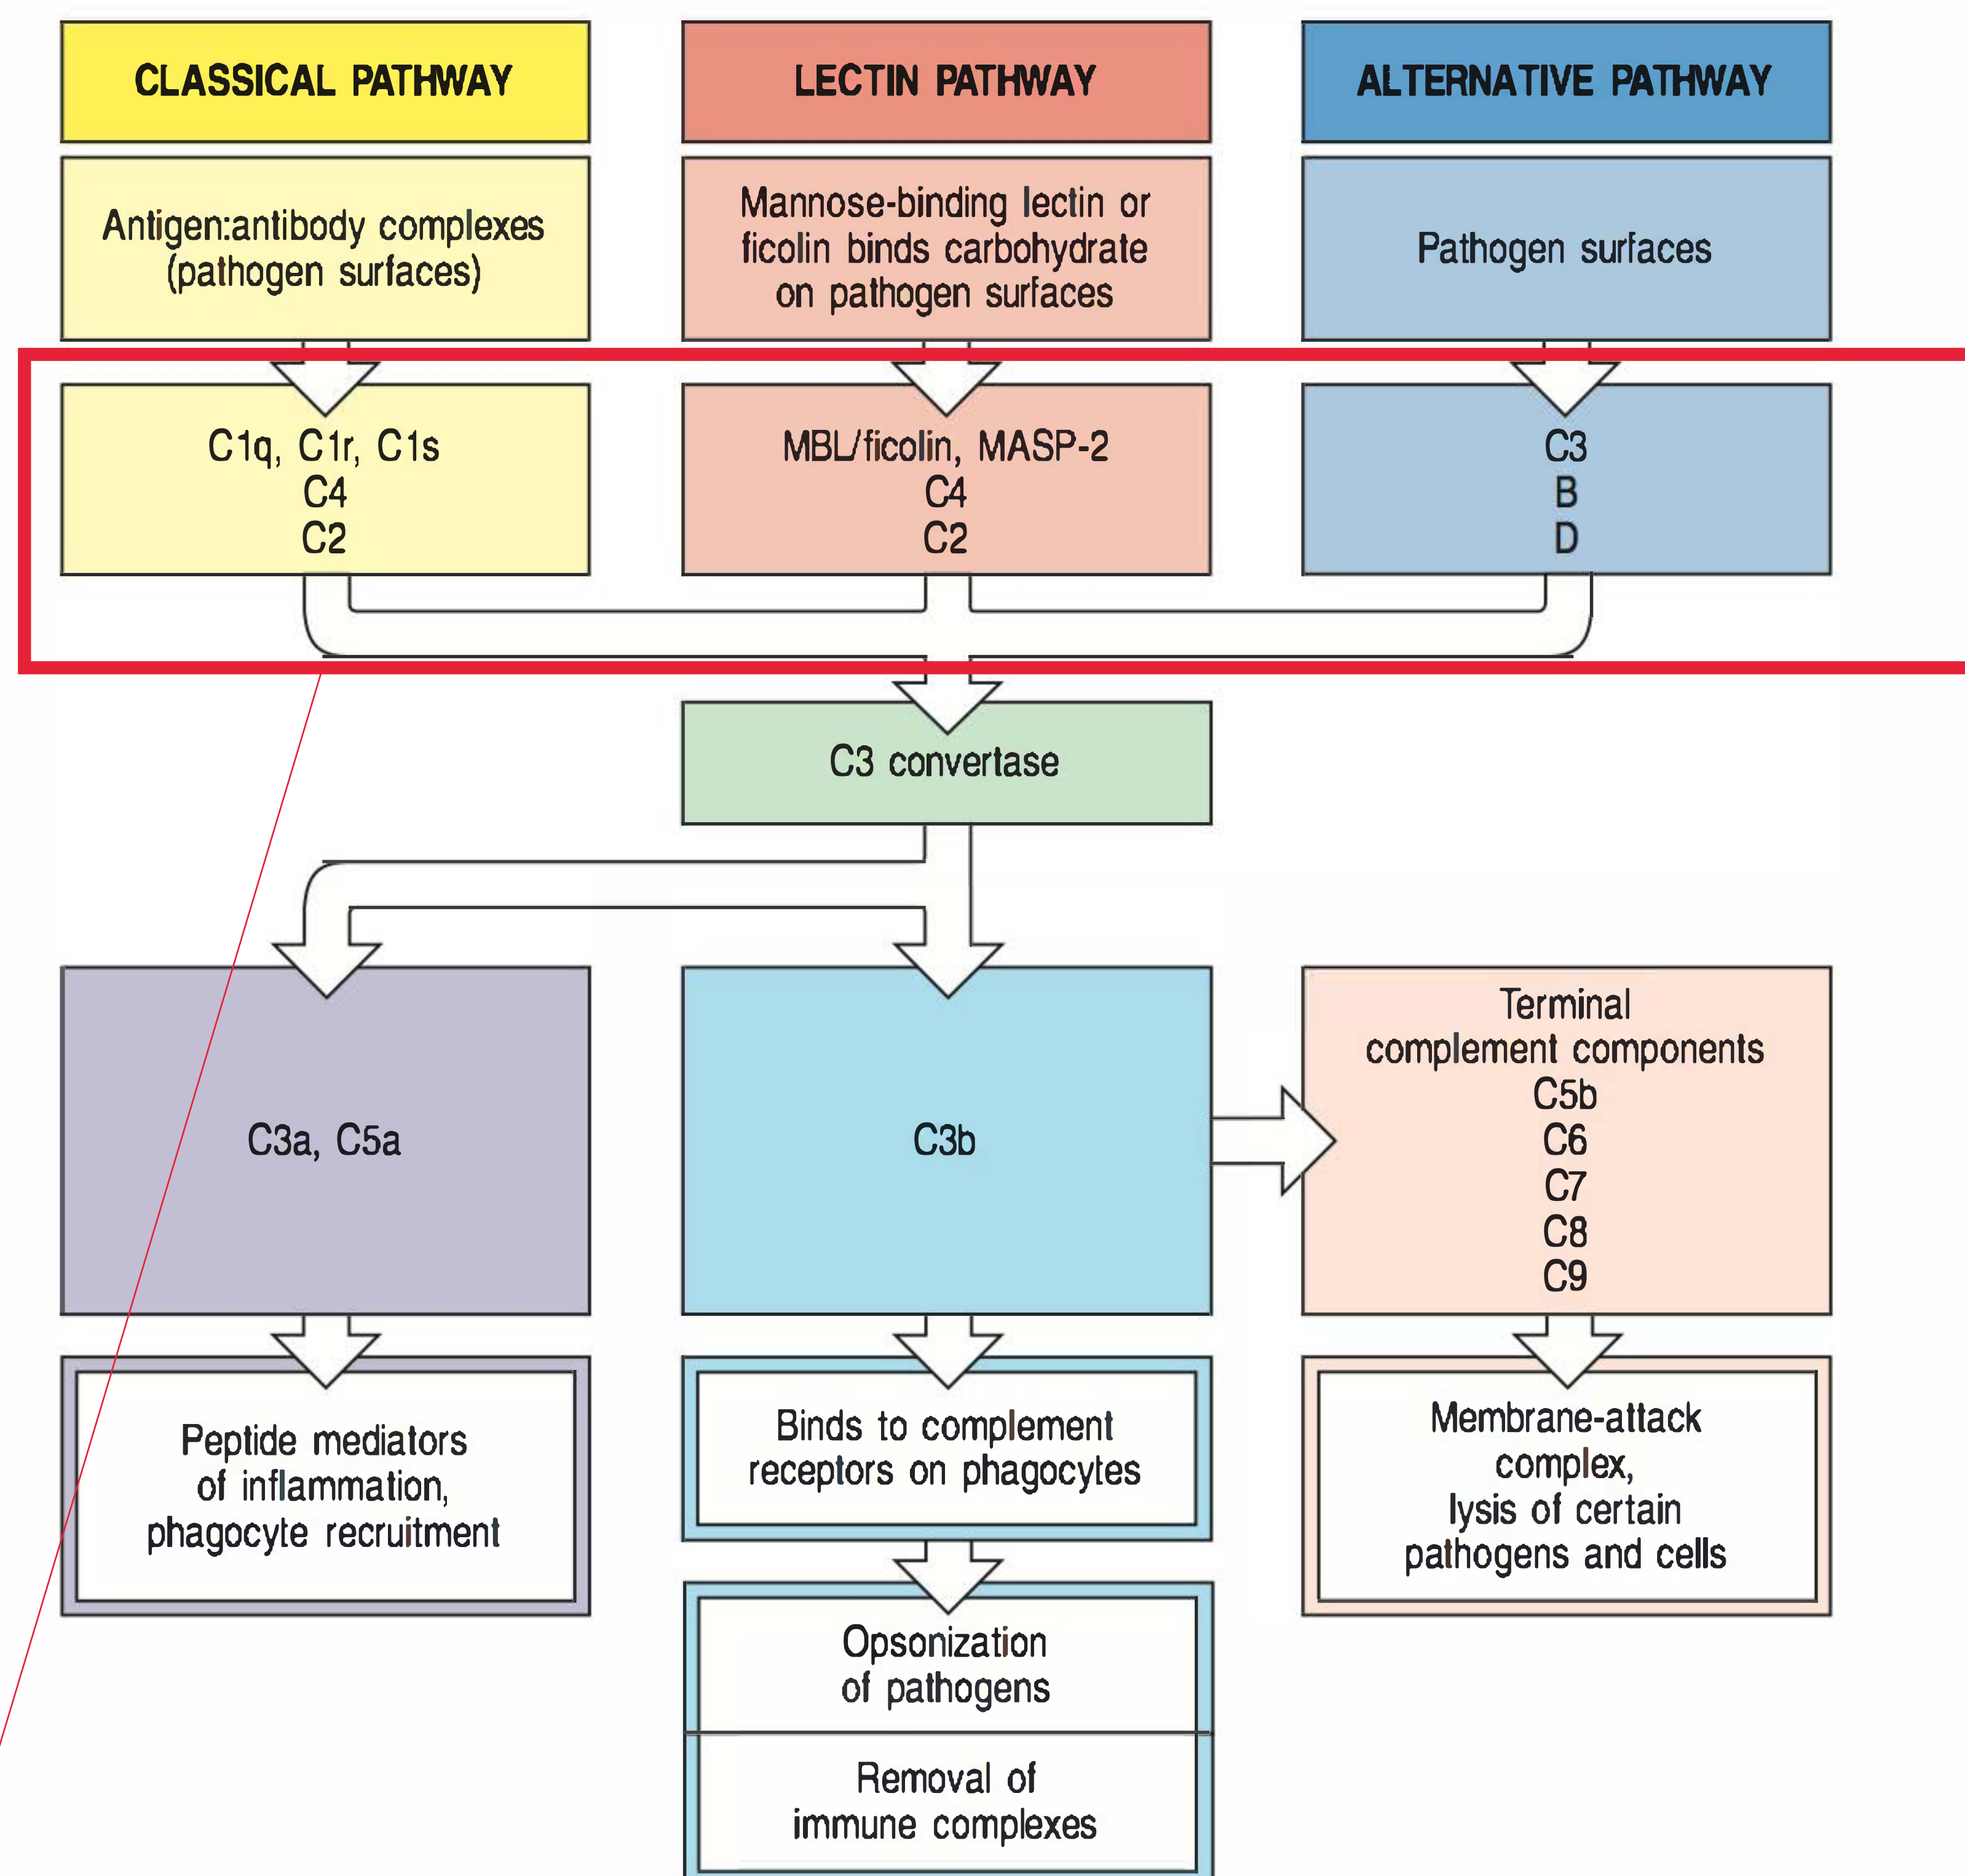 CLASSICAL PATHWAY
LECTIN PATHWAY
ALTERNATIVE PATHWAY
Antigen:antibody complexes
(pathogen surfaces)
Mannose-binding lectin or
ficolin binds carbohydrate
on pathogen surfaces
Pathogen surfaces
C1q, C1r, C1s
C4
C2
MBL/ficolin, MASP-2
C4
C2
C3
B
D
C3 convertase
C3a, C5a
C3b
Terminal
complement components
C5b
C6
C7
C8
C9
Peptide mediators
of inflammation,
phagocyte recruitment
Binds to complement
receptors on phagocytes
Membrane-attack
complex,
lysis of certain
pathogens and cells
Opsonization
of pathogens
Removal of
immune complexes